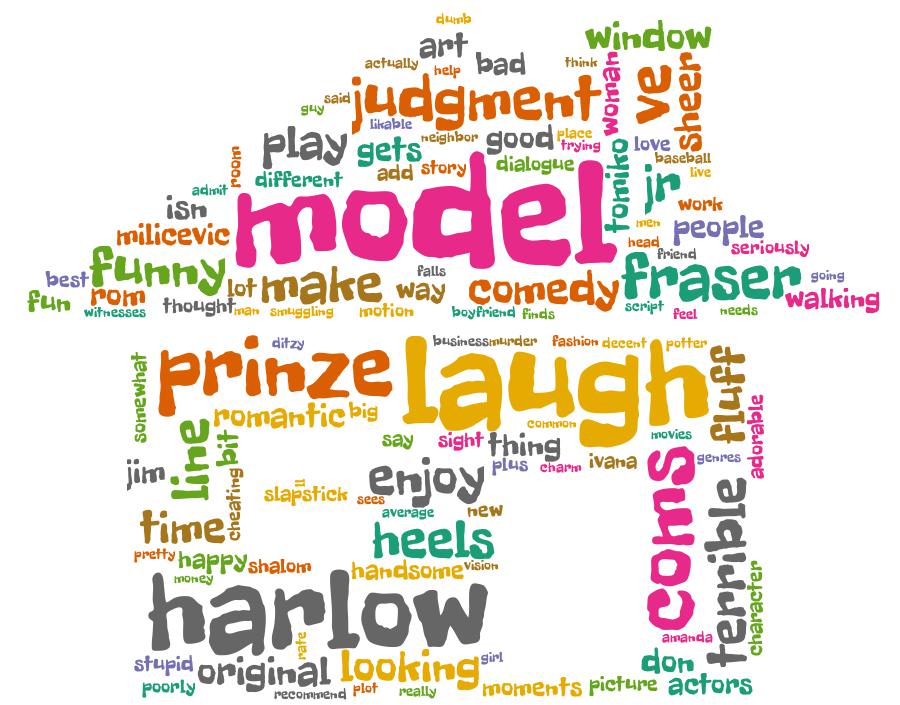 dumb
art
window
actually
help
bad
think
woman
ve
sheer
guy
said
judgment
likable
play
gets
neighbor
good
place
trying
love
room
add
story
dialogue
tomiko
baseball
different
live
admit
model
jr
isn
work
men
people
milicevic
head
friend
seriously
best
funny
lot
make
falls
way
comedy
fraser
going
fun
rom
witnesses
thought
man
smuggling
motion
boyfriend
finds
script
feel
needs
walking
somewhat
prinze
ditzy
laugh
business
murder
fashion
decent
potter
fluff
romantic
big
common
adorable
line
bit
say
sight
thing
movies
jim
plus
charm
ivana
genres
cheating
slapstick
enjoy
sees
coms
terrible
time
average
new
heels
pretty
happy
shalom
money
handsome
vision
character
harlow
amanda
rate
stupid
original
looking
girl
don
poorly
recommend
plot
really
moments
picture
actors